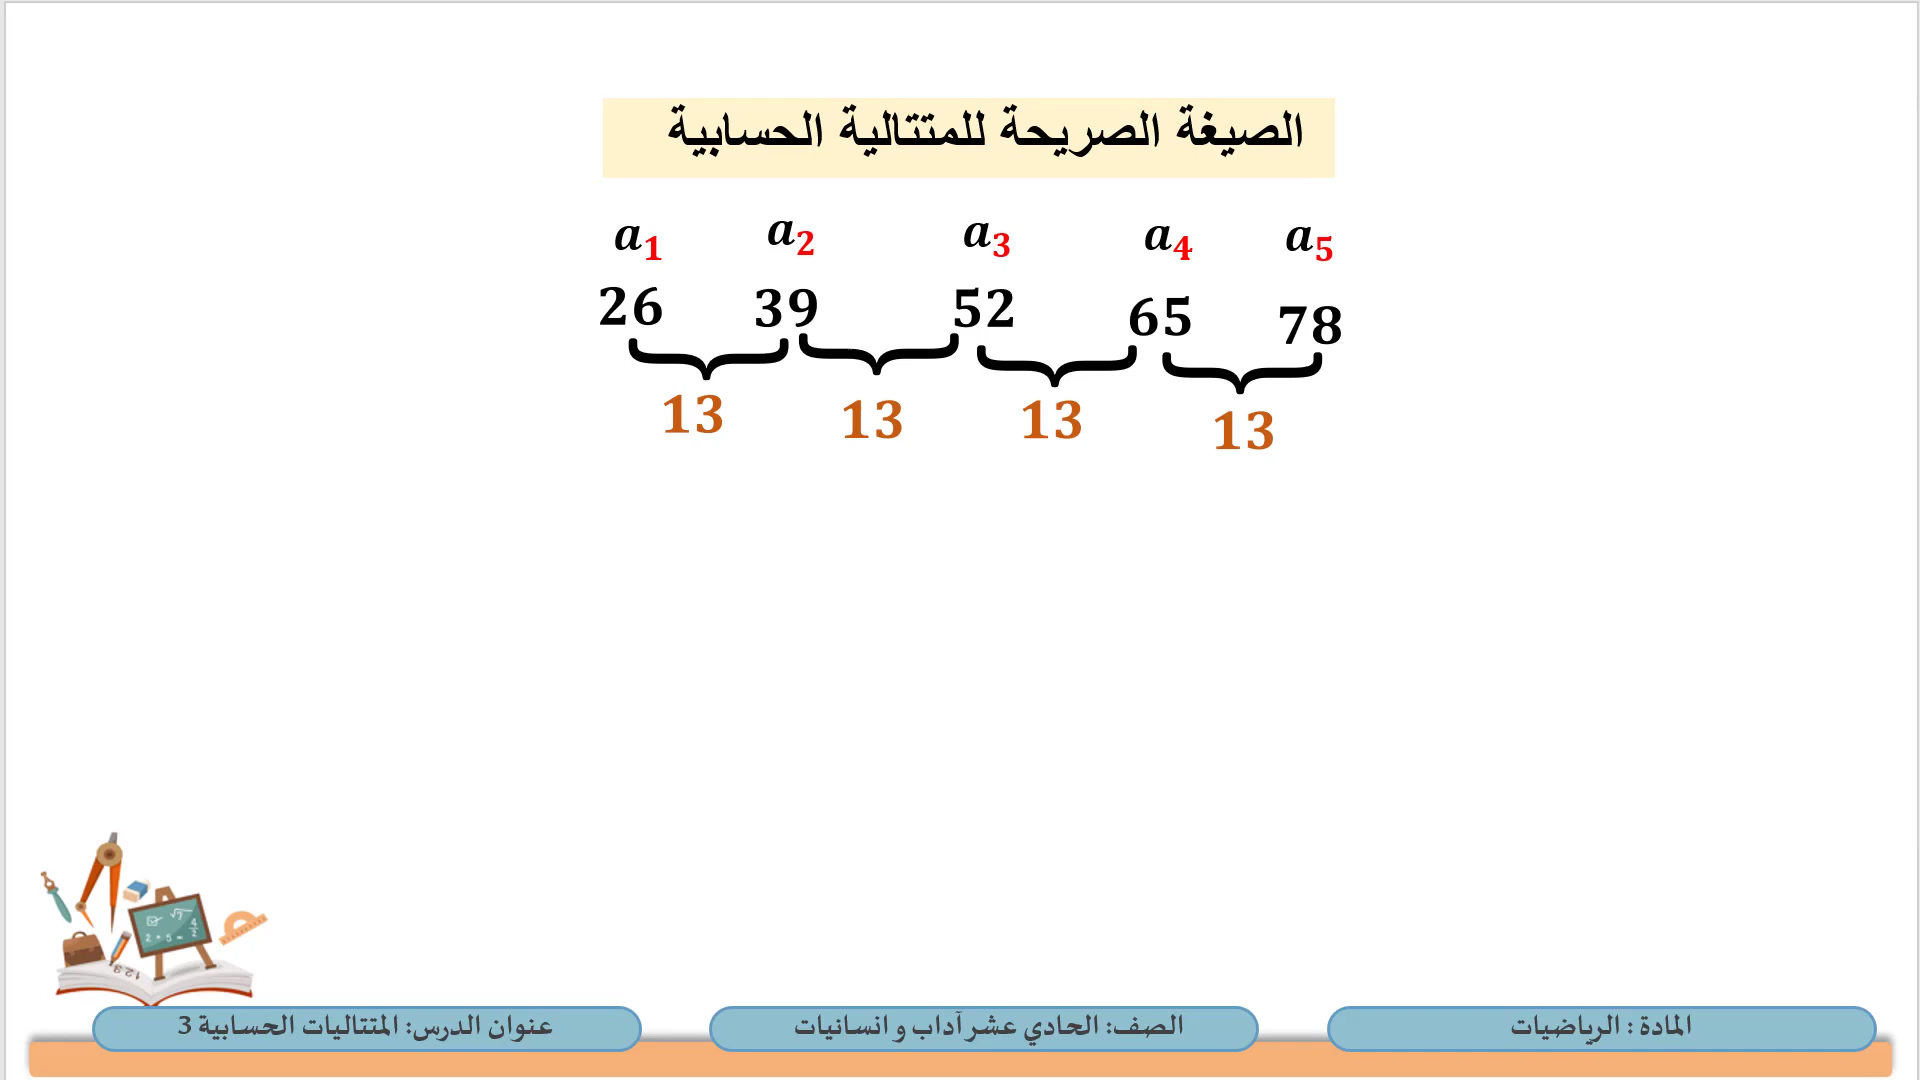 الصيغة الصريحة للمتتالية الحسابية
a1 a2 a3 a4 a5
26 39 52 65 78
13 13 13 13
المادة : الرياضيات
الصف: الحادي عشر آداب و انسانيات
عنوان الدرس: المتتاليات الحسابية 3